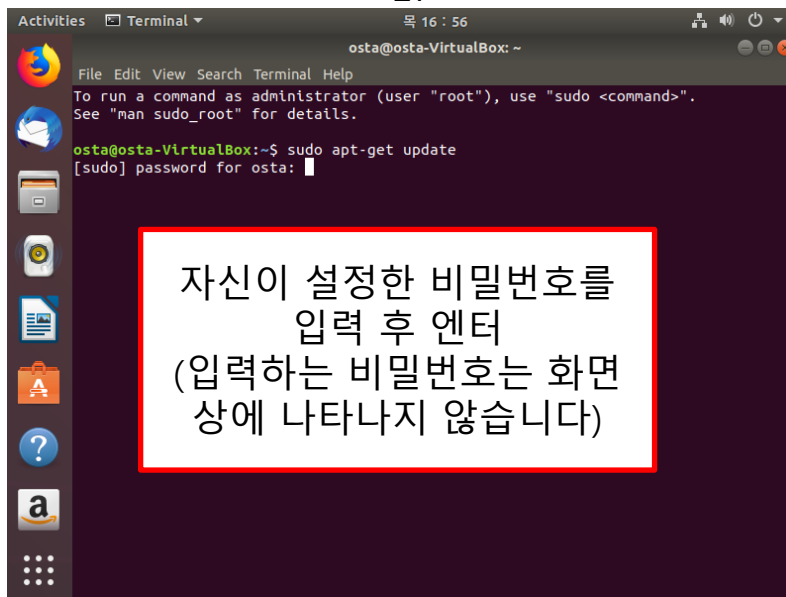 Activities Terminal 목 16 : 56
osta@osta-VirtualBox: ~
File Edit View Search Terminal Help
To run a command as administrator (user "root"), use "sudo <command>".
See "man sudo_root" for details.
osta@osta-VirtualBox:~$ sudo apt-get update
[sudo] password for osta:
자신이 설정한 비밀번호를
입력 후 엔터
(입력하는 비밀번호는 화면
상에 나타나지 않습니다)